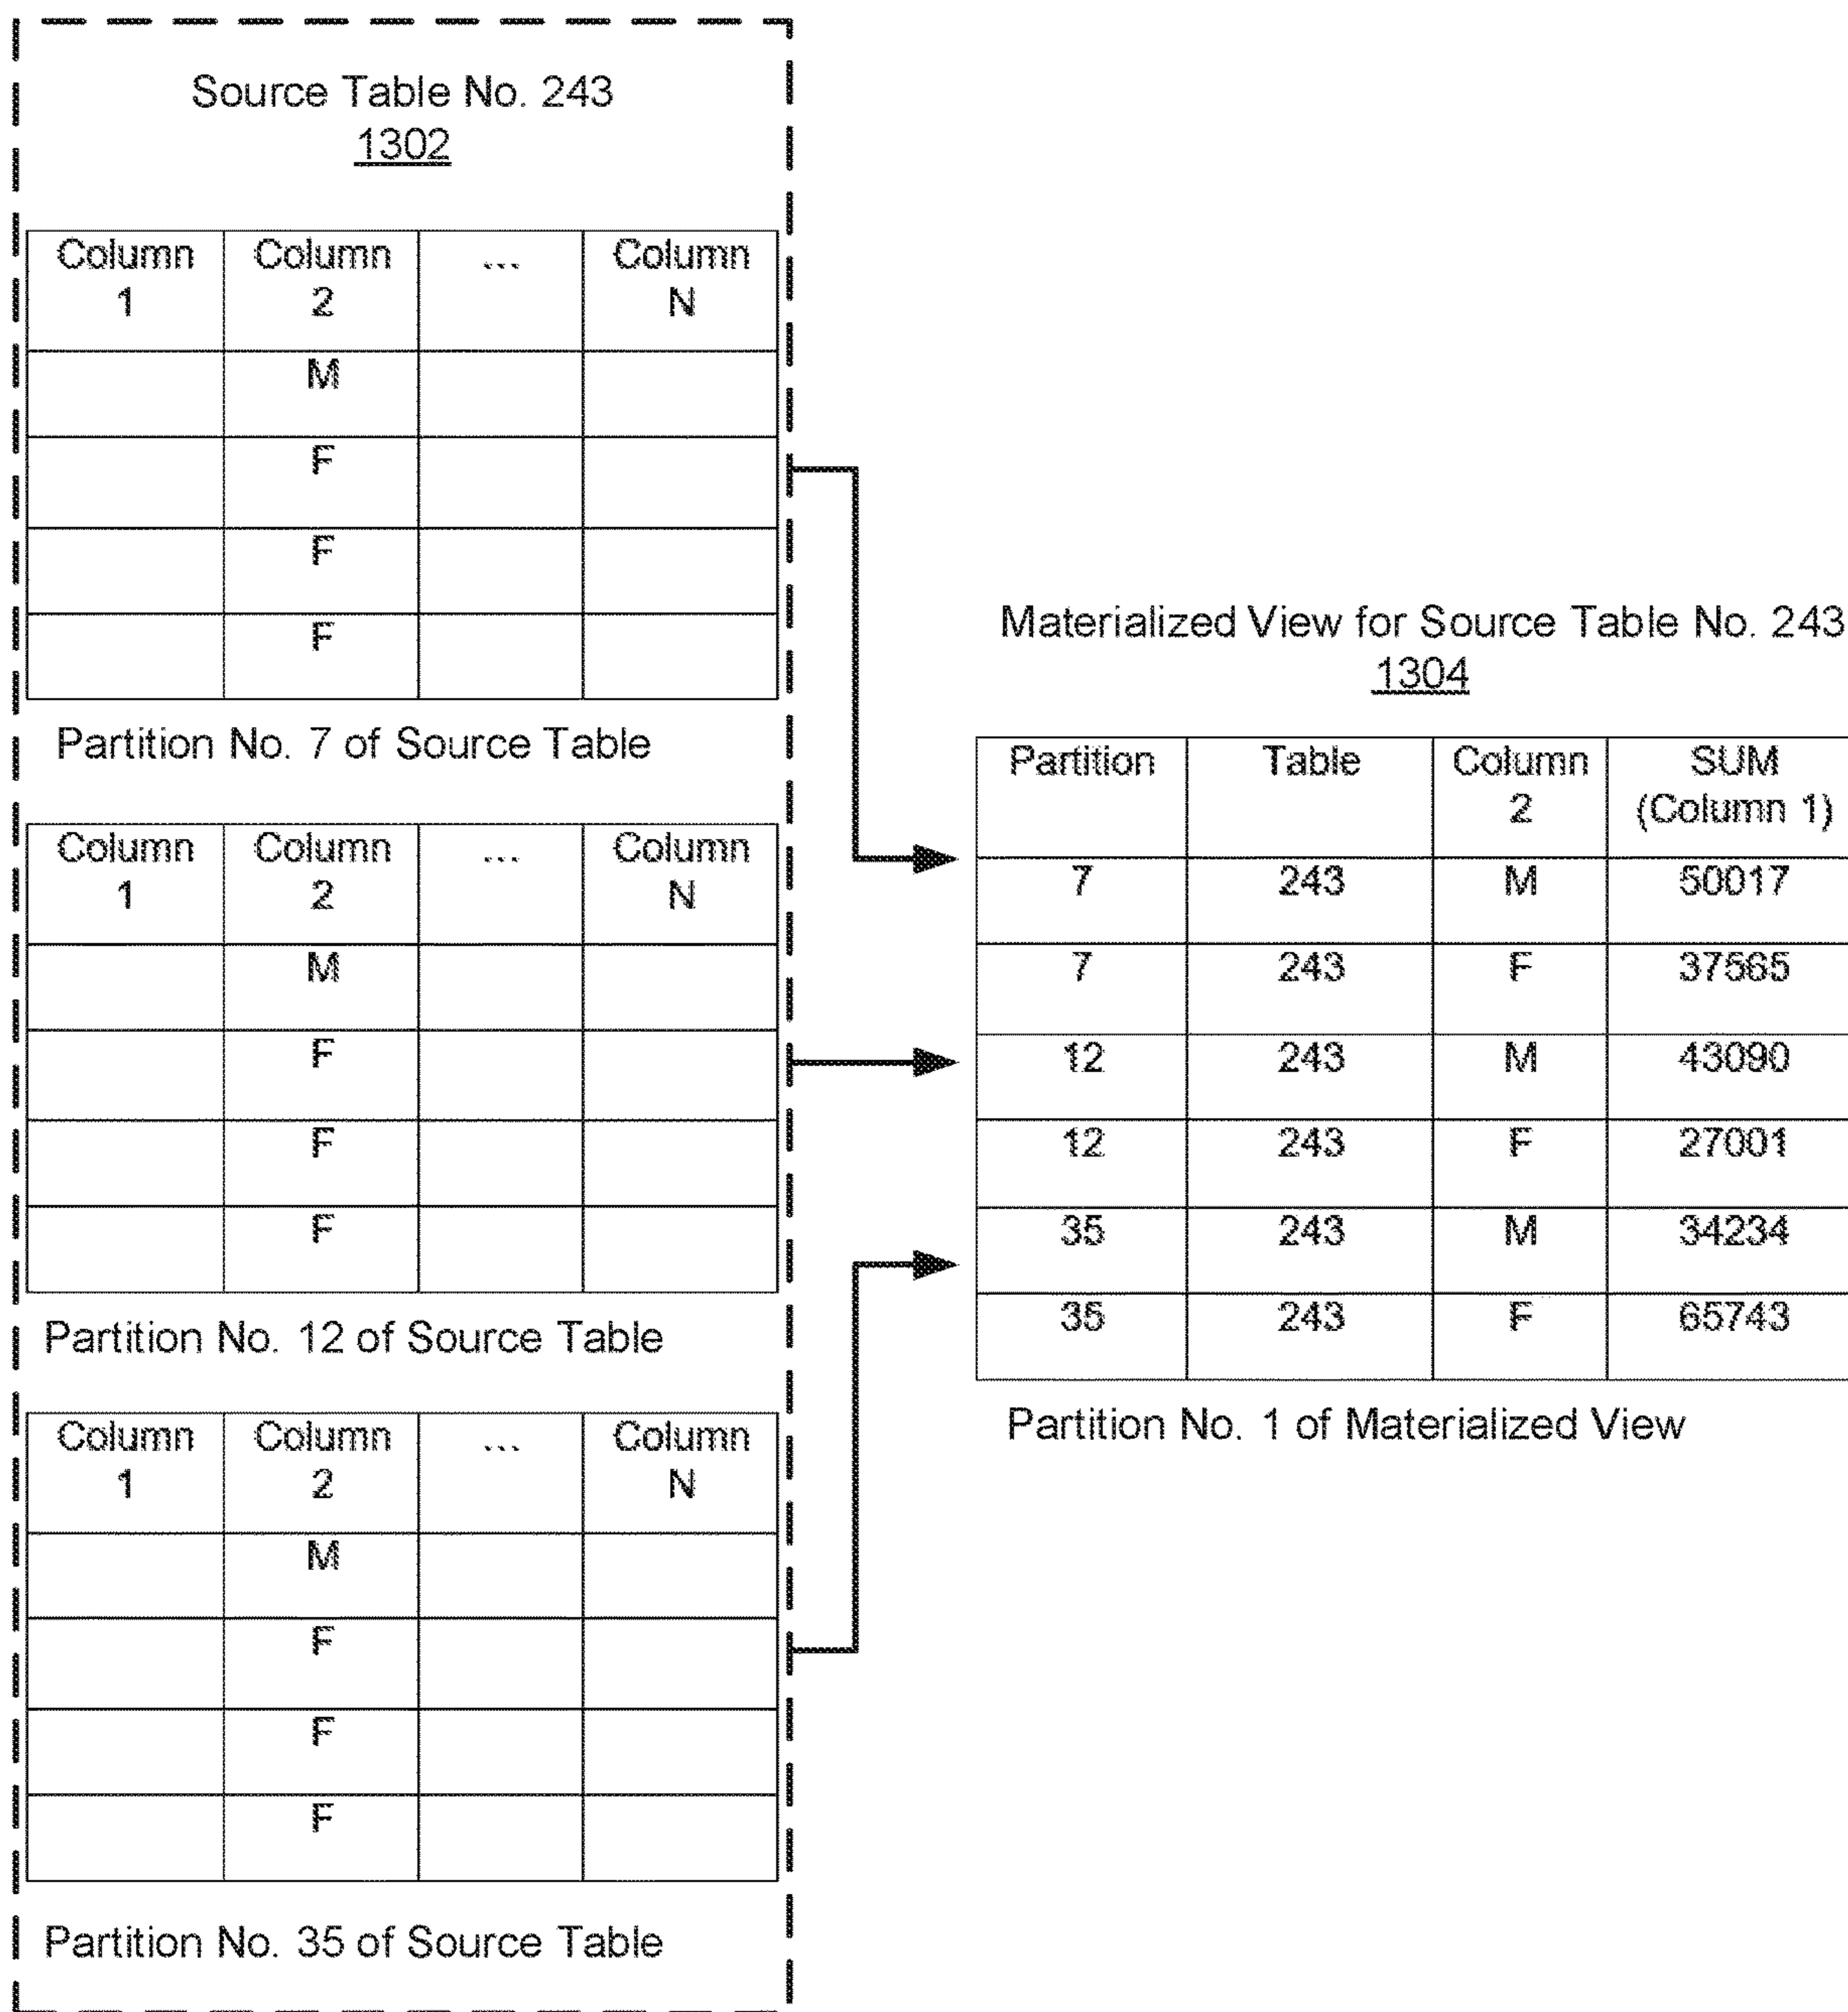 Source Table No. 243
1302
Column 1 Column 2 ... Column N
M
F
F
F
Partition No. 7 of Source Table
Column 1 Column 2 ... Column N
M
F
F
F
Partition No. 12 of Source Table
Column 1 Column 2 ... Column N
M
F
F
F
Partition No. 35 of Source Table
Materialized View for Source Table No. 243
1304
Partition Table Column 2 SUM (Column 1)
7 243 M 50017
7 243 F 37565
12 243 M 43090
12 243 F 27001
35 243 M 34234
35 243 F 65743
Partition No. 1 of Materialized View